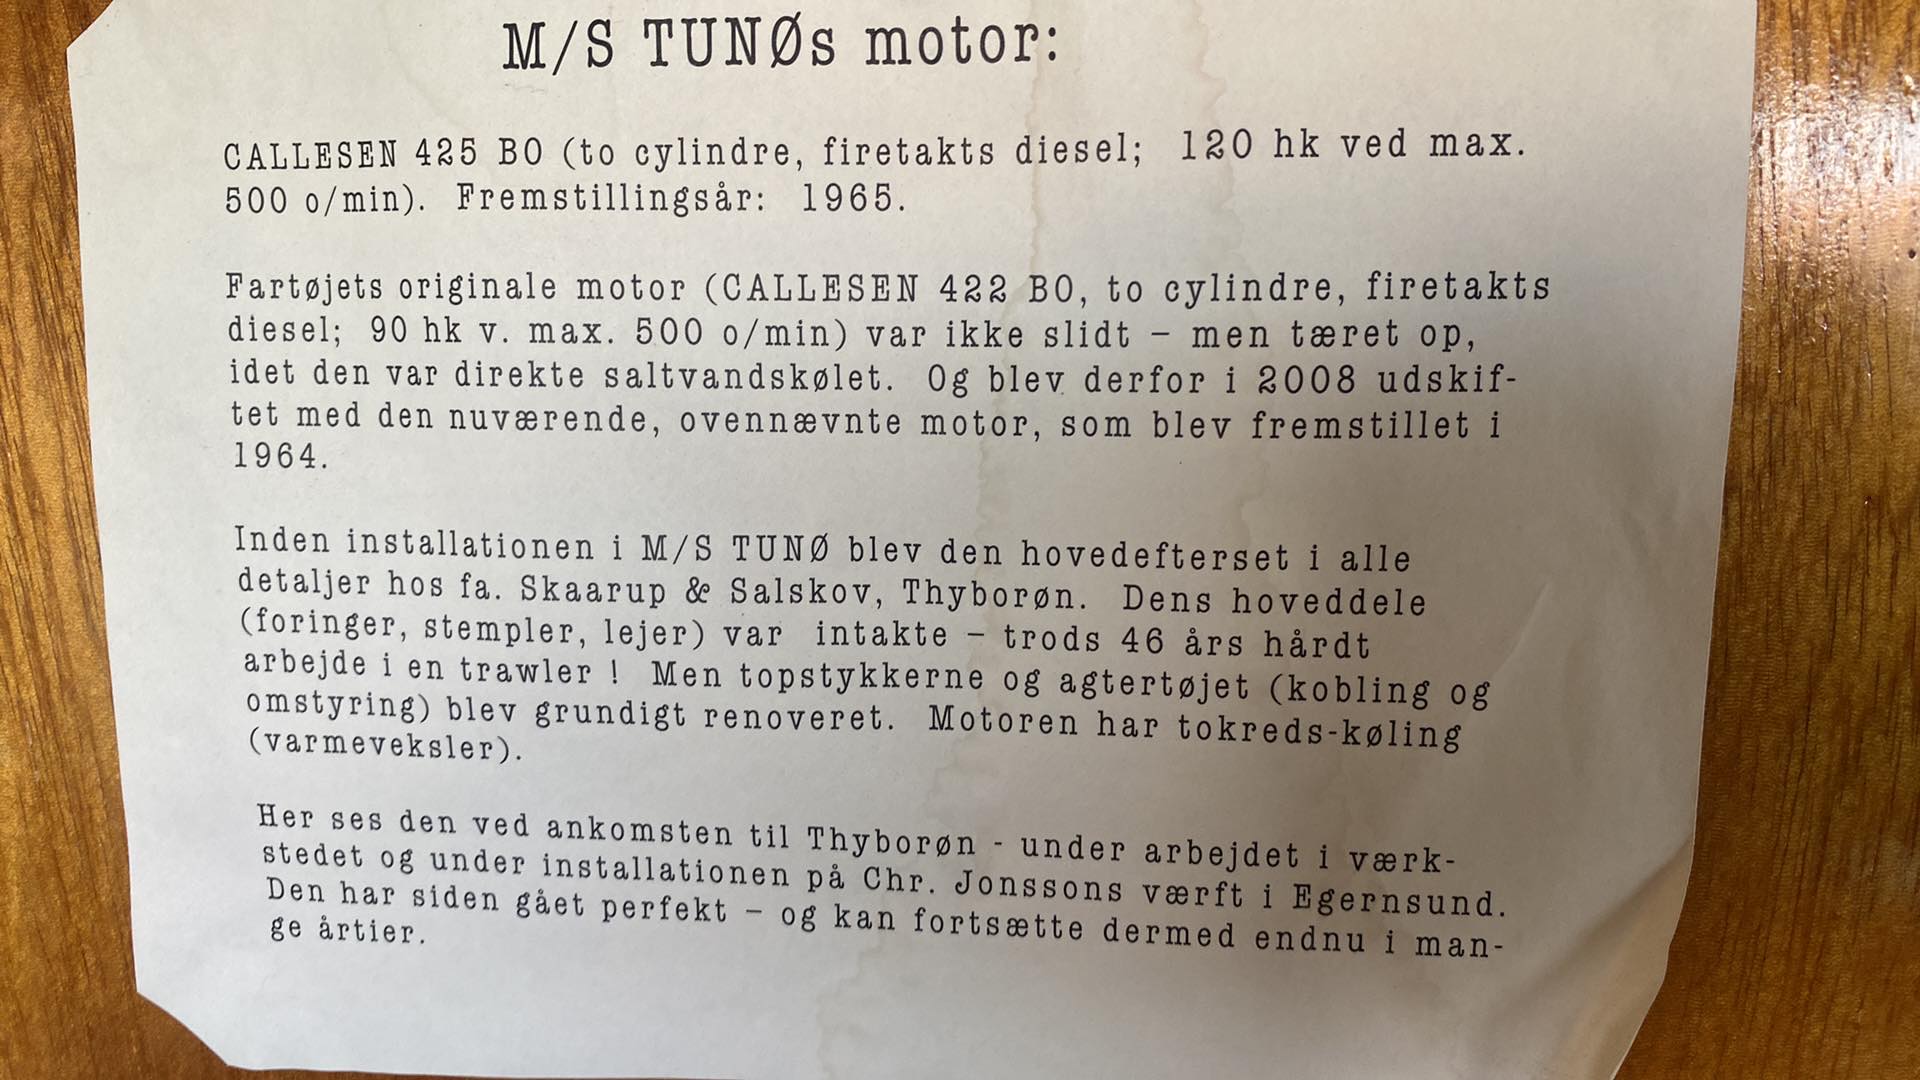 M/S TUNØs motor:
CALLESEN 425 BO (to cylindre, firetakts diesel; 120 hk ved max.
500 o/min). Fremstillingsår: 1965.
Fartøjets originale motor (CALLESEN 422 BO, to cylindre, firetakts
diesel; 90 hk v. max. 500 o/min) var ikke slidt – men tæret op,
idet den var direkte saltvandskølet. Og blev derfor i 2008 udskif-
tet med den nuværende, ovennævnte motor, som blev fremstillet i
1964.
Inden installationen i M/S TUNØ blev den hovedefterset i alle
detaljer hos fa. Skaarup & Salskov, Thyborøn. Dens hoveddele
(foringer, stempler, lejer) var intakte – trods 46 års hårdt
arbejde i en trawler ! Men topstykkerne og agtertøjet (kobling og
omstyring) blev grundigt renoveret. Motoren har tokreds-køling
(varmeveksler).
Her ses den ved ankomsten til Thyborøn - under arbejdet i værk-
stedet og under installationen på Chr. Jonssons værft i Egernsund.
Den har siden gået perfekt – og kan fortsætte dermed endnu i man-
ge årtier.